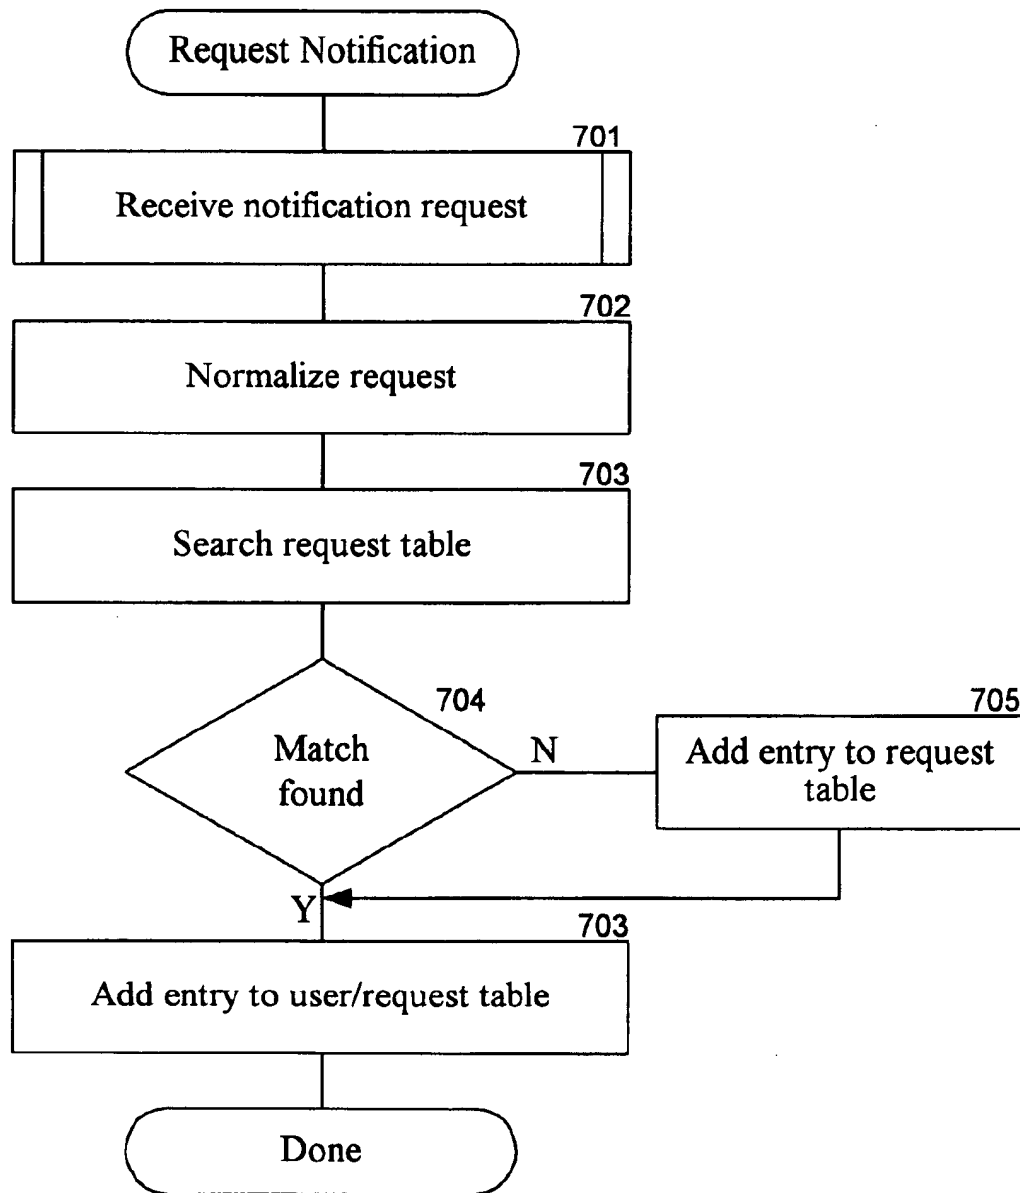 Request Notification
701
Receive notification request
702
Normalize request
703
Search request table
704
Match
found
N
705
Add entry to request
table
Y
703
Add entry to user/request table
Done